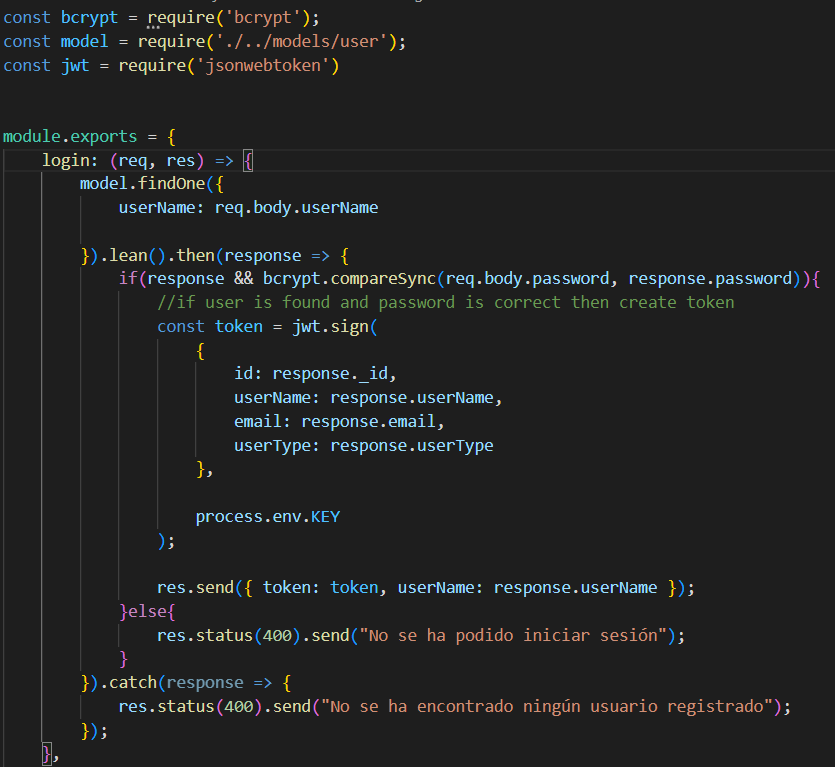 const bcrypt = require('bcrypt');
const model = require('./../models/user');
const jwt = require('jsonwebtoken')
module.exports = {
login: (req, res) => {
model.findOne({
userName: req.body.userName
}).lean().then(response => {
if(response && bcrypt.compareSync(req.body.password, response.password)){
//if user is found and password is correct then create token
const token = jwt.sign(
{
id: response._id,
userName: response.userName,
email: response.email,
userType: response.userType
},
process.env.KEY
);
res.send({ token: token, userName: response.userName });
}else{
res.status(400).send("No se ha podido iniciar sesión");
}
}).catch(response => {
res.status(400).send("No se ha encontrado ningún usuario registrado");
});
},